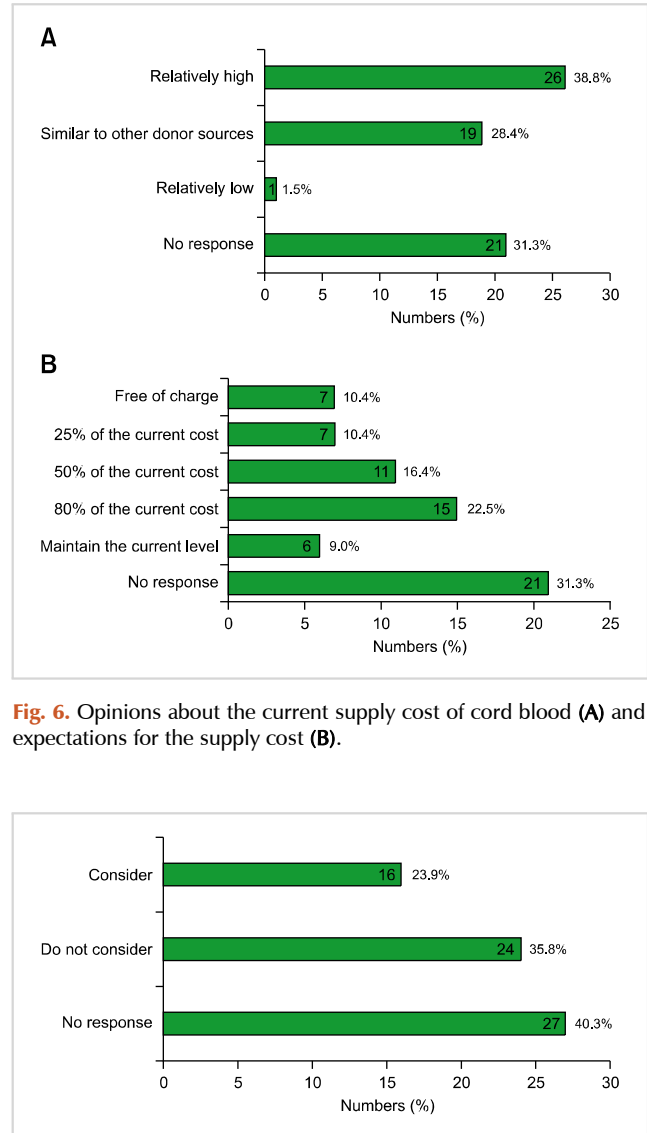 A
Relatively high 26 38.8%
Similar to other donor sources 19 28.4%
Relatively low 1 1.5%
No response 21 31.3%
0 5 10 15 20 25 30
Numbers (%)
B
Free of charge 7 10.4%
25% of the current cost 7 10.4%
50% of the current cost 11 16.4%
80% of the current cost 15 22.5%
Maintain the current level 6 9.0%
No response 21 31.3%
0 5 10 15 20 25
Numbers (%)
Fig. 6. Opinions about the current supply cost of cord blood (A) and
expectations for the supply cost (B).
Consider 16 23.9%
Do not consider 24 35.8%
No response 27 40.3%
0 5 10 15 20 25 30
Numbers (%)